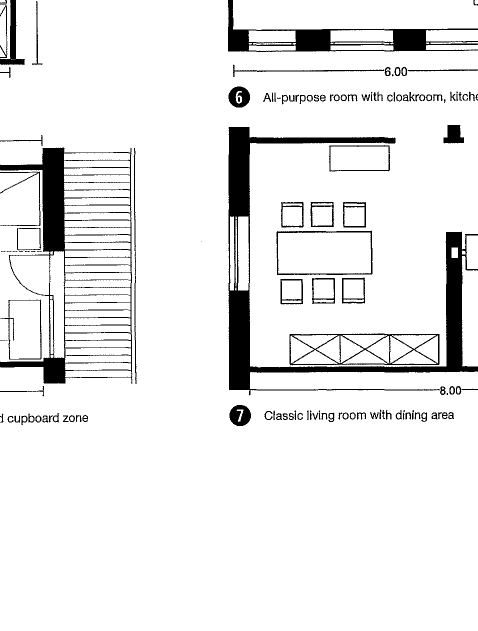 6.00
6 All-purpose room with cloakroom,
8.00
7 Classic living room with dining area
cupboard zone